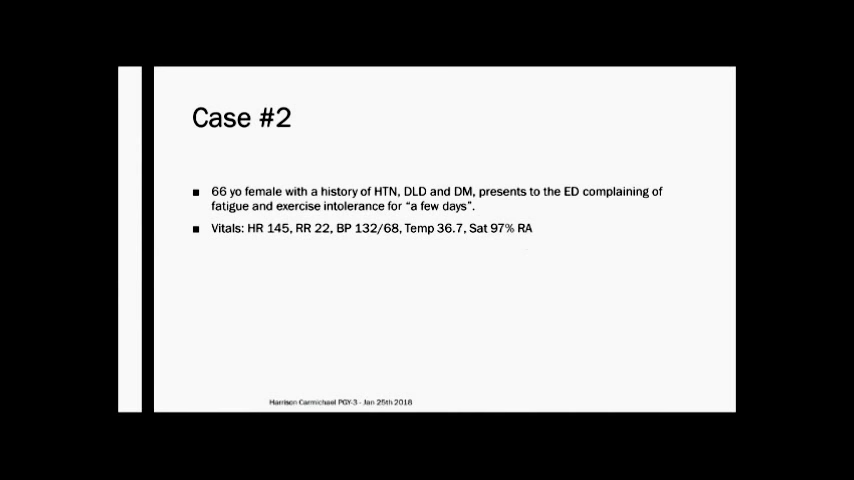 Case #2
■ 66 yo female with a history of HTN, DLD and DM, presents to the ED complaining of
fatigue and exercise intolerance for “a few days”.
■ Vitals: HR 145, RR 22, BP 132/68, Temp 36.7, Sat 97% RA
Harrison Carmichael PGY-3 - Jan 25th 2018